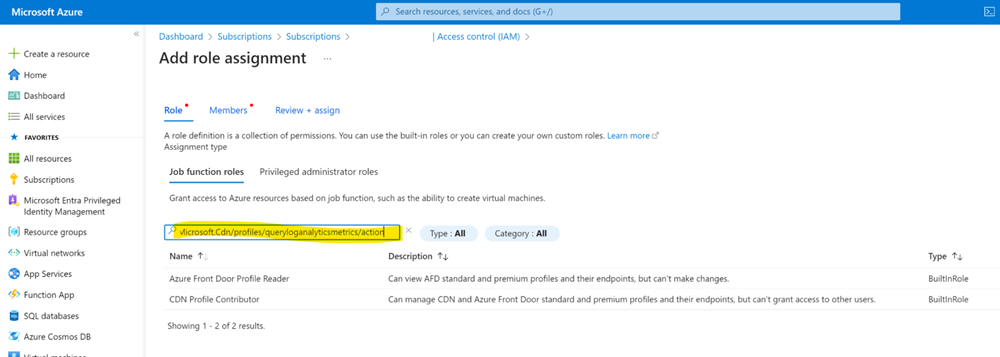 Microsoft Azure
Search resources, services, and docs (G+/)
Create a resource
Home
Dashboard
All services
FAVORITES
All resources
Subscriptions
Microsoft Entra Privileged
Identity Management
Resource groups
Virtual networks
App Services
Function App
SQL databases
Azure Cosmos DB
Dashboard > Subscriptions > Subscriptions > | Access control (IAM) >
Add role assignment ...
Role Members Review + assign
A role definition is a collection of permissions. You can use the built-in roles or you can create your own custom roles. Learn more
Assignment type
Job function roles Privileged administrator roles
Grant access to Azure resources based on job function, such as the ability to create virtual machines.
Microsoft.Cdn/profiles/queryloganalyticsmetrics/action × Type : All Category : All
Name ↑↓ Description ↑↓ Type ↑↓
Azure Front Door Profile Reader Can view AFD standard and premium profiles and their endpoints, but can't make changes. BuiltInRole
CDN Profile Contributor Can manage CDN and Azure Front Door standard and premium profiles and their endpoints, but can't grant access to other users. BuiltInRole
Showing 1 - 2 of 2 results.